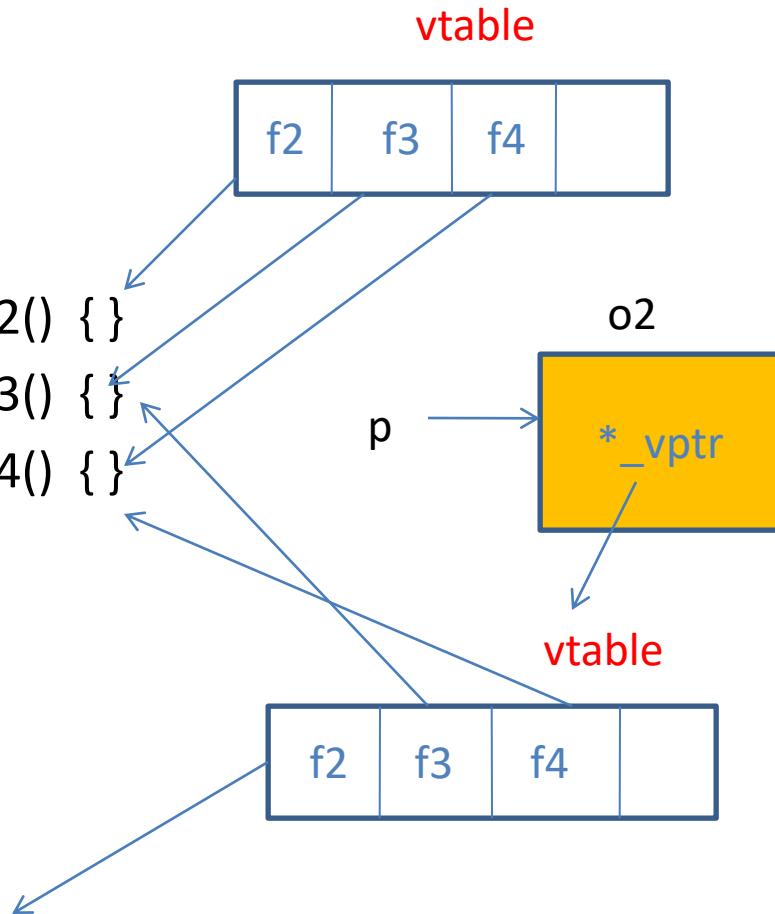 vtable
f2 f3 f4
2() { }
o2
3() { }
p
*_vptr
4() { }
vtable
f2 f3 f4